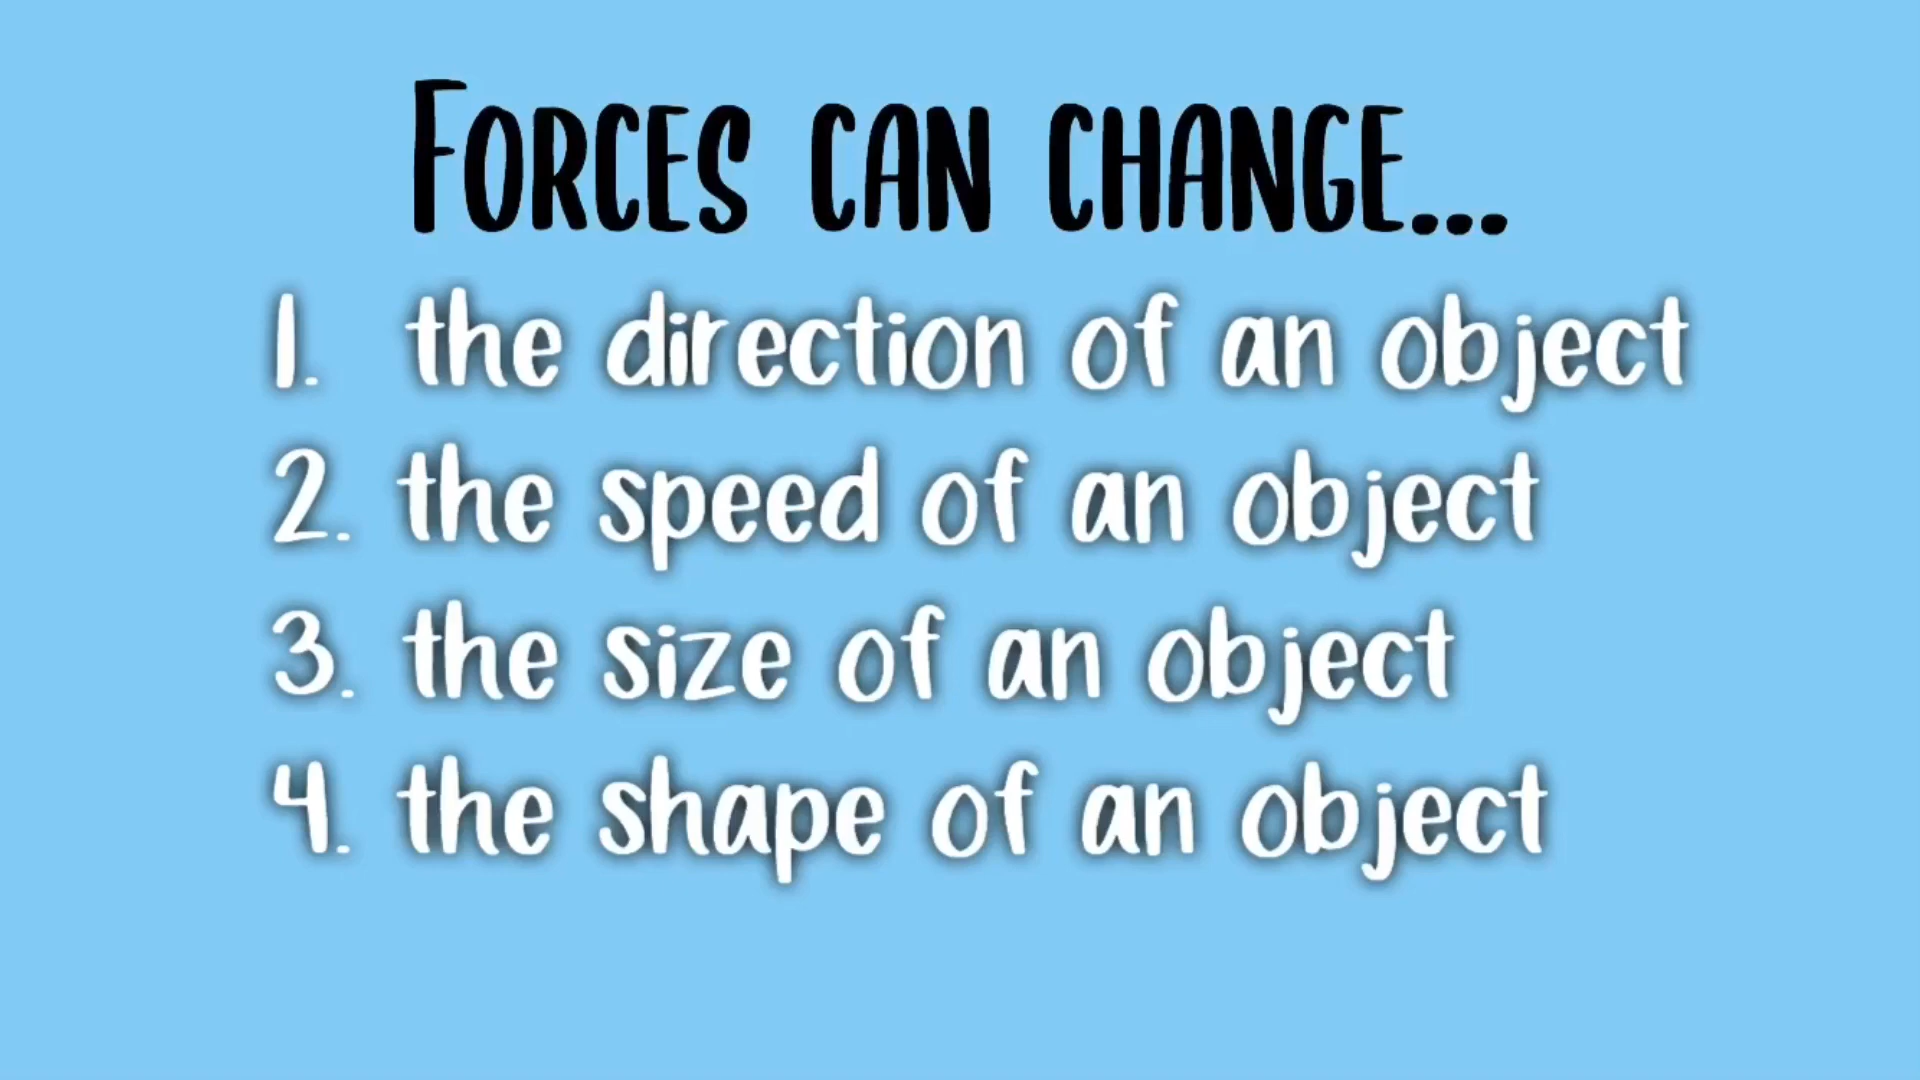 Forces can change...
1. the direction of an object
2. the speed of an object
3. the size of an object
4. the shape of an object